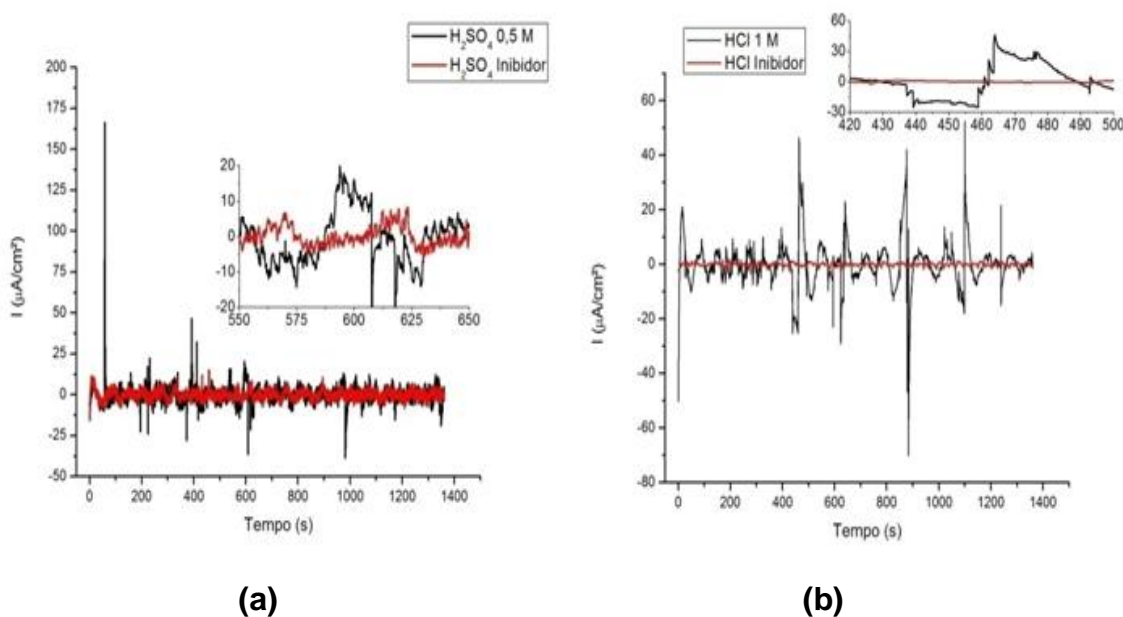 H₂SO₄ 0,5 M
H₂SO₄ Inibidor
200
175
150
125
100
75
50
25
0
-25
-50
I (µA/cm²)
0 200 400 600 800 1000 1200 1400
Tempo (s)
20
10
0
-10
-20
550 575 600 625 650
(a)
HCl 1 M
HCl Inibidor
60
40
20
0
-20
-40
-60
-80
I (µA/cm²)
0 200 400 600 800 1000 1200 1400
Tempo (s)
60
30
0
-30
420 430 440 450 460 470 480 490 500
(b)